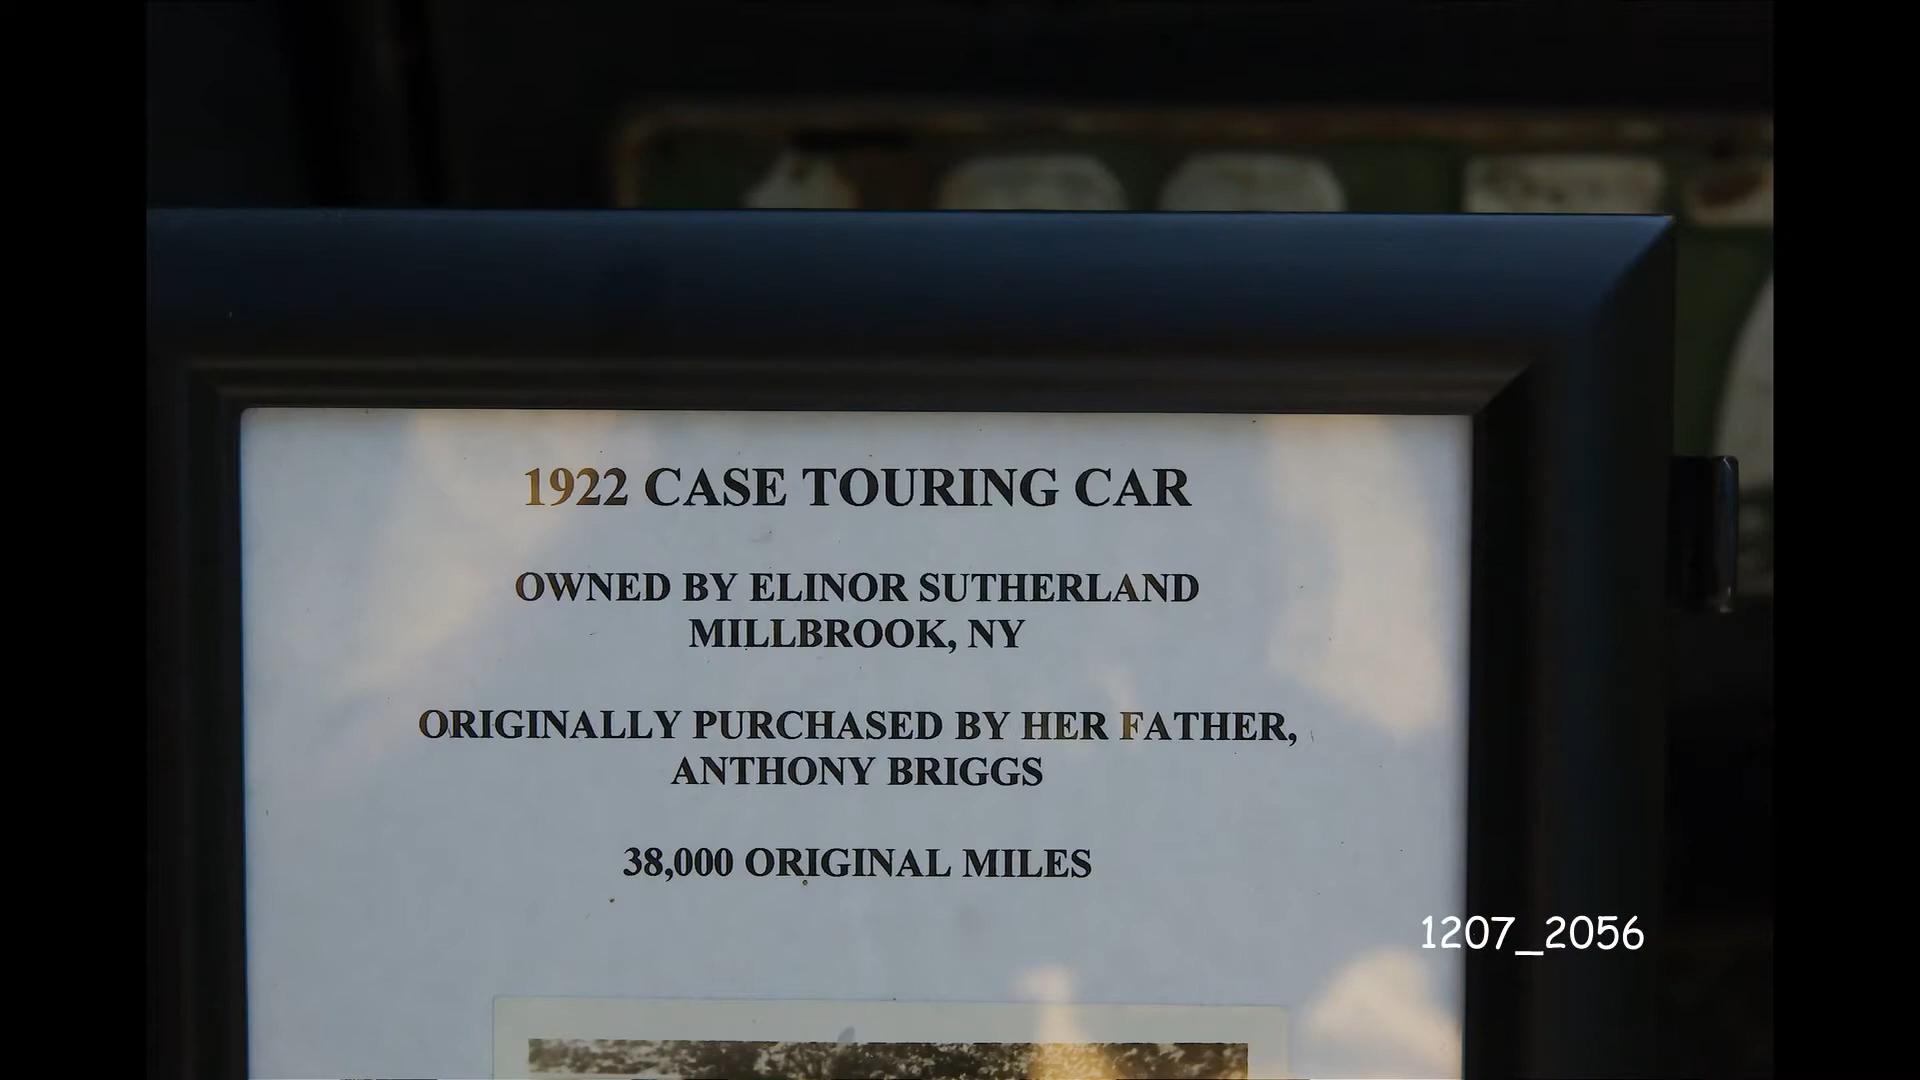 1922 CASE TOURING CAR
OWNED BY ELINOR SUTHERLAND
MILLBROOK, NY
ORIGINALLY PURCHASED BY HER FATHER,
ANTHONY BRIGGS
38,000 ORIGINAL MILES
1207_2056